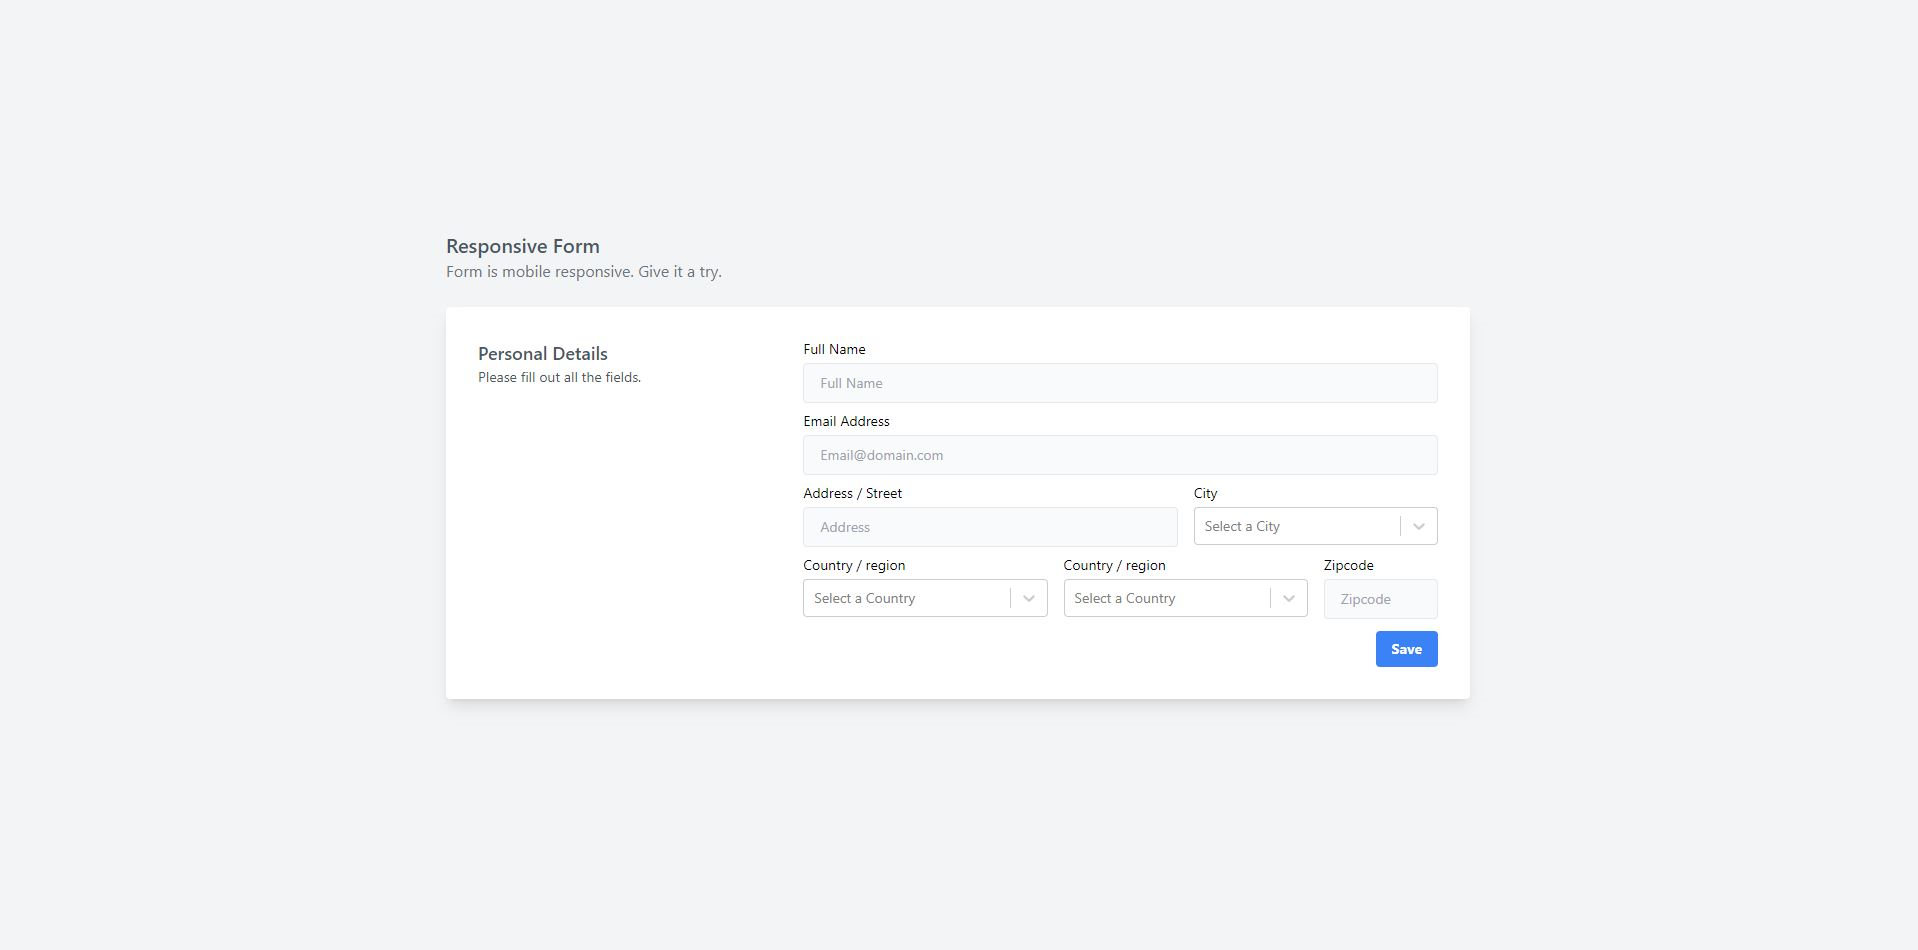 Responsive Form
Form is mobile responsive. Give it a try.
Personal Details
Please fill out all the fields.
Full Name
Full Name
Email Address
Email@domain.com
Address / Street
City
Address
Select a City
Country / region
Country / region
Zipcode
Select a Country
Select a Country
Zipcode
Save